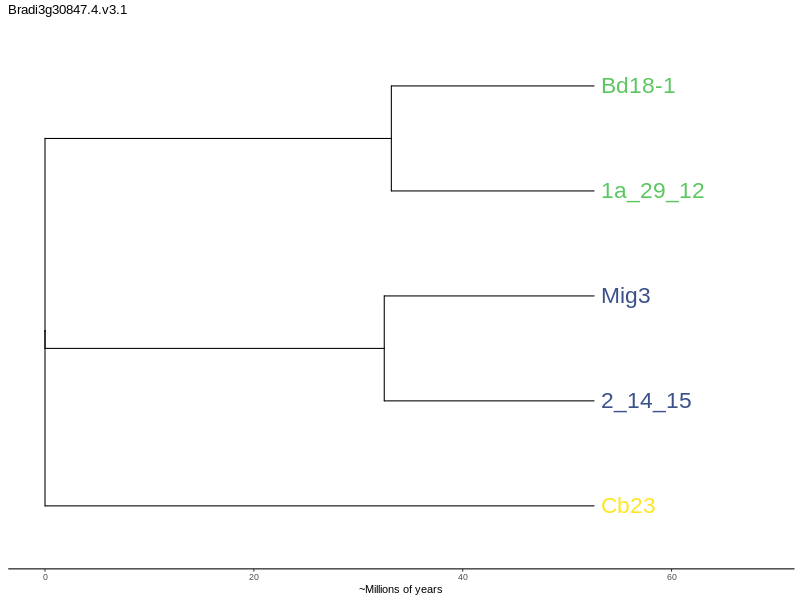 Bradi3g30847.4.v3.1
Bd18-1
1a_29_12
Mig3
2_14_15
Cb23
0 20 40 60
~Millions of years